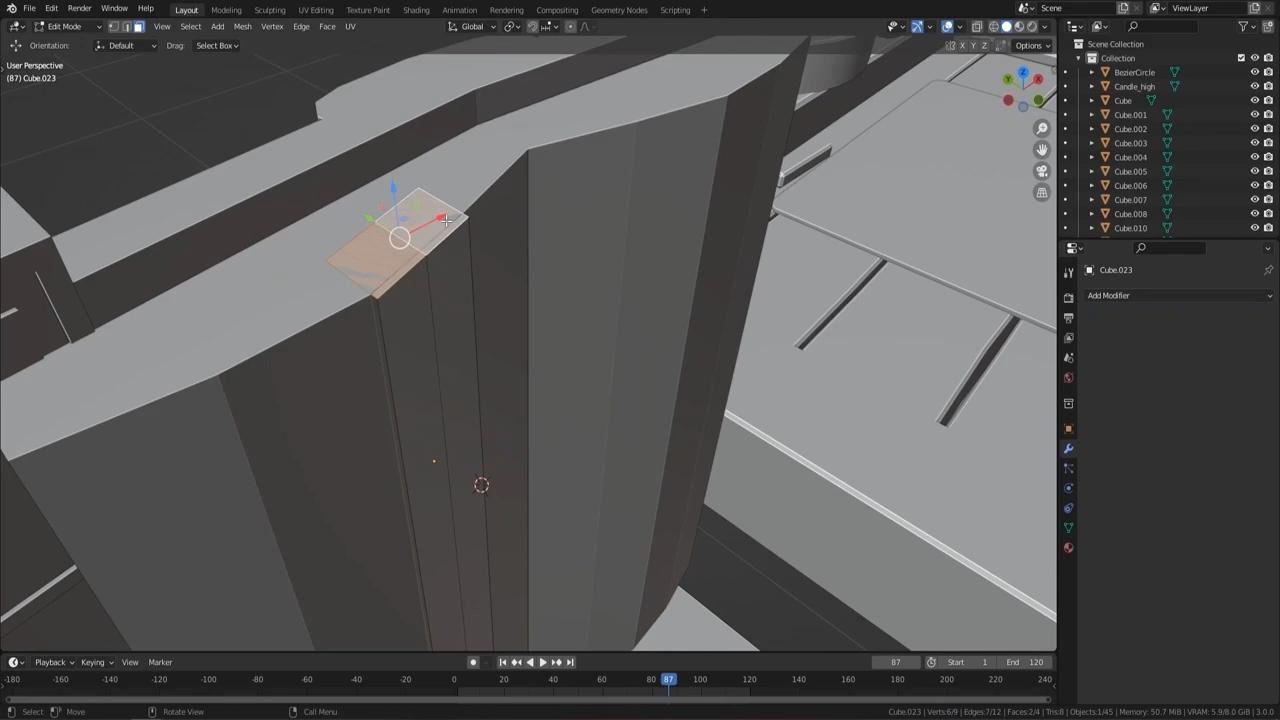 File Edit Render Window Help Layout Modeling Sculpting UV Editing Texture Paint Shading Animation Rendering Compositing Geometry Nodes Scripting + Scene ViewLayer
Edit Mode View Select Add Mesh Vertex Edge Face UV Global
Orientation: Default Drag: Select Box X Y Z Options
User Perspective
(87) Cube.023
Scene Collection
Collection
BezierCircle
Candle_high
Cube
Cube.001
Cube.002
Cube.003
Cube.004
Cube.005
Cube.006
Cube.007
Cube.008
Cube.010
Cube.023
Add Modifier
Playback Keying View Marker 87 Start 1 End 120
-180 -160 -140 -120 -100 -80 -60 -40 -20 0 20 40 60 80 87 100 120 140 160 180 200 220 240
Select Move Rotate View Call Menu Cube.023 | Verts:6/9 | Edges:7/12 | Faces:2/4 | Tris:8 | Objects:1/45 | Memory: 50.7 MiB | VRAM: 5.9/8.0 GiB | 3.0.0